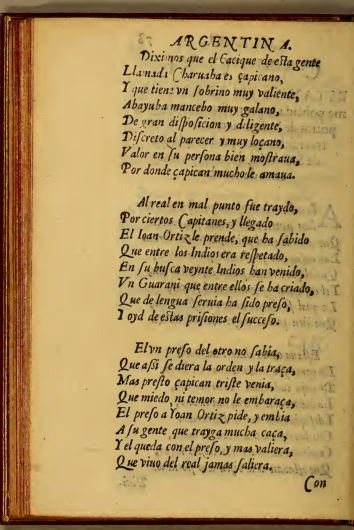 ARGENTINA.
Diximos que el Cacique de esta gente
Llamada Charuaha es çapicano,
Y que tiene vn sobrino muy valiente,
Abayuba mancebo muy galano,
De gran disposicion y diligente,
Discreto al parecer y muy loçano,
Valor en su persona bien mostraua,
Por donde çapican mucho le amaua.
Al real en mal punto fue traydo,
Por ciertos Capitanes, y llegado
El Ioan Ortiz le prende, que ha sabido
Que entre los Indios era respetado,
En su busca veynte Indios han venido,
Vn Guarani que entre ellos se ha criado,
Que de lengua seruia ha sido preso,
Y oyd de estas prisiones el sucesso.
El vn preso del otro no sabia,
Que assi se diera la orden y la traça,
Mas presto çapican triste venia,
Que miedo, ni temor no le embaraça,
El preso a Yoan Ortiz pide, y embia
A su gente que trayga mucha caça,
Y el queda con el preso, y mas valiera,
Que viuo del real jamas saliera.
Con